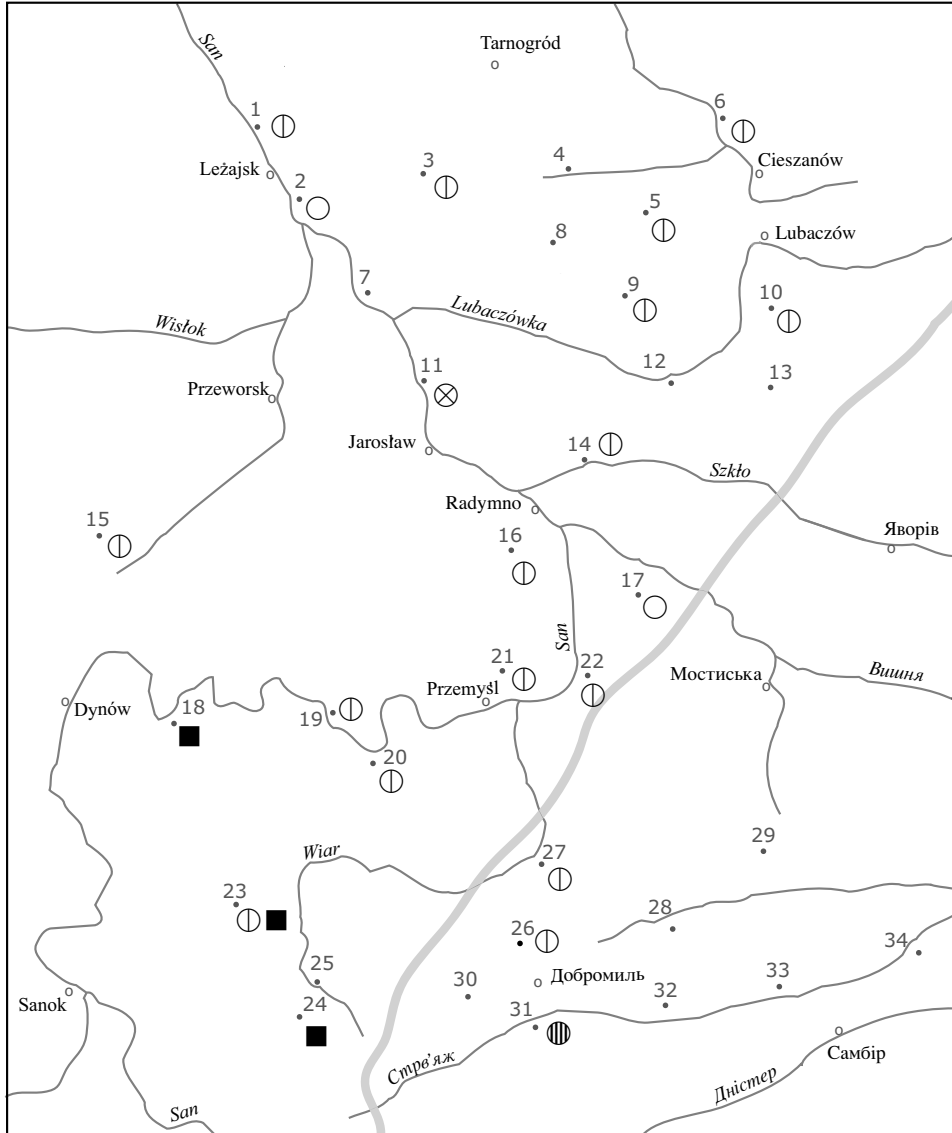 San
Tarnogród
1
6
3
4
Leżajsk
Cieszanów
2
5
8
Lubaczów
7
9
10
Wisłok
Lubaczówka
11
12
13
Przeworsk
14
Jarosław
Szkło
Radymno
15
16
Яворів
17
San
21
22
Вишня
Przemyśl
Мостиська
Dynów
18
19
20
29
Wiar
27
23
28
26
34
25
30
Добромиль
33
Sanok
24
31
32
Стрв’яж
Самбір
Дністер
San